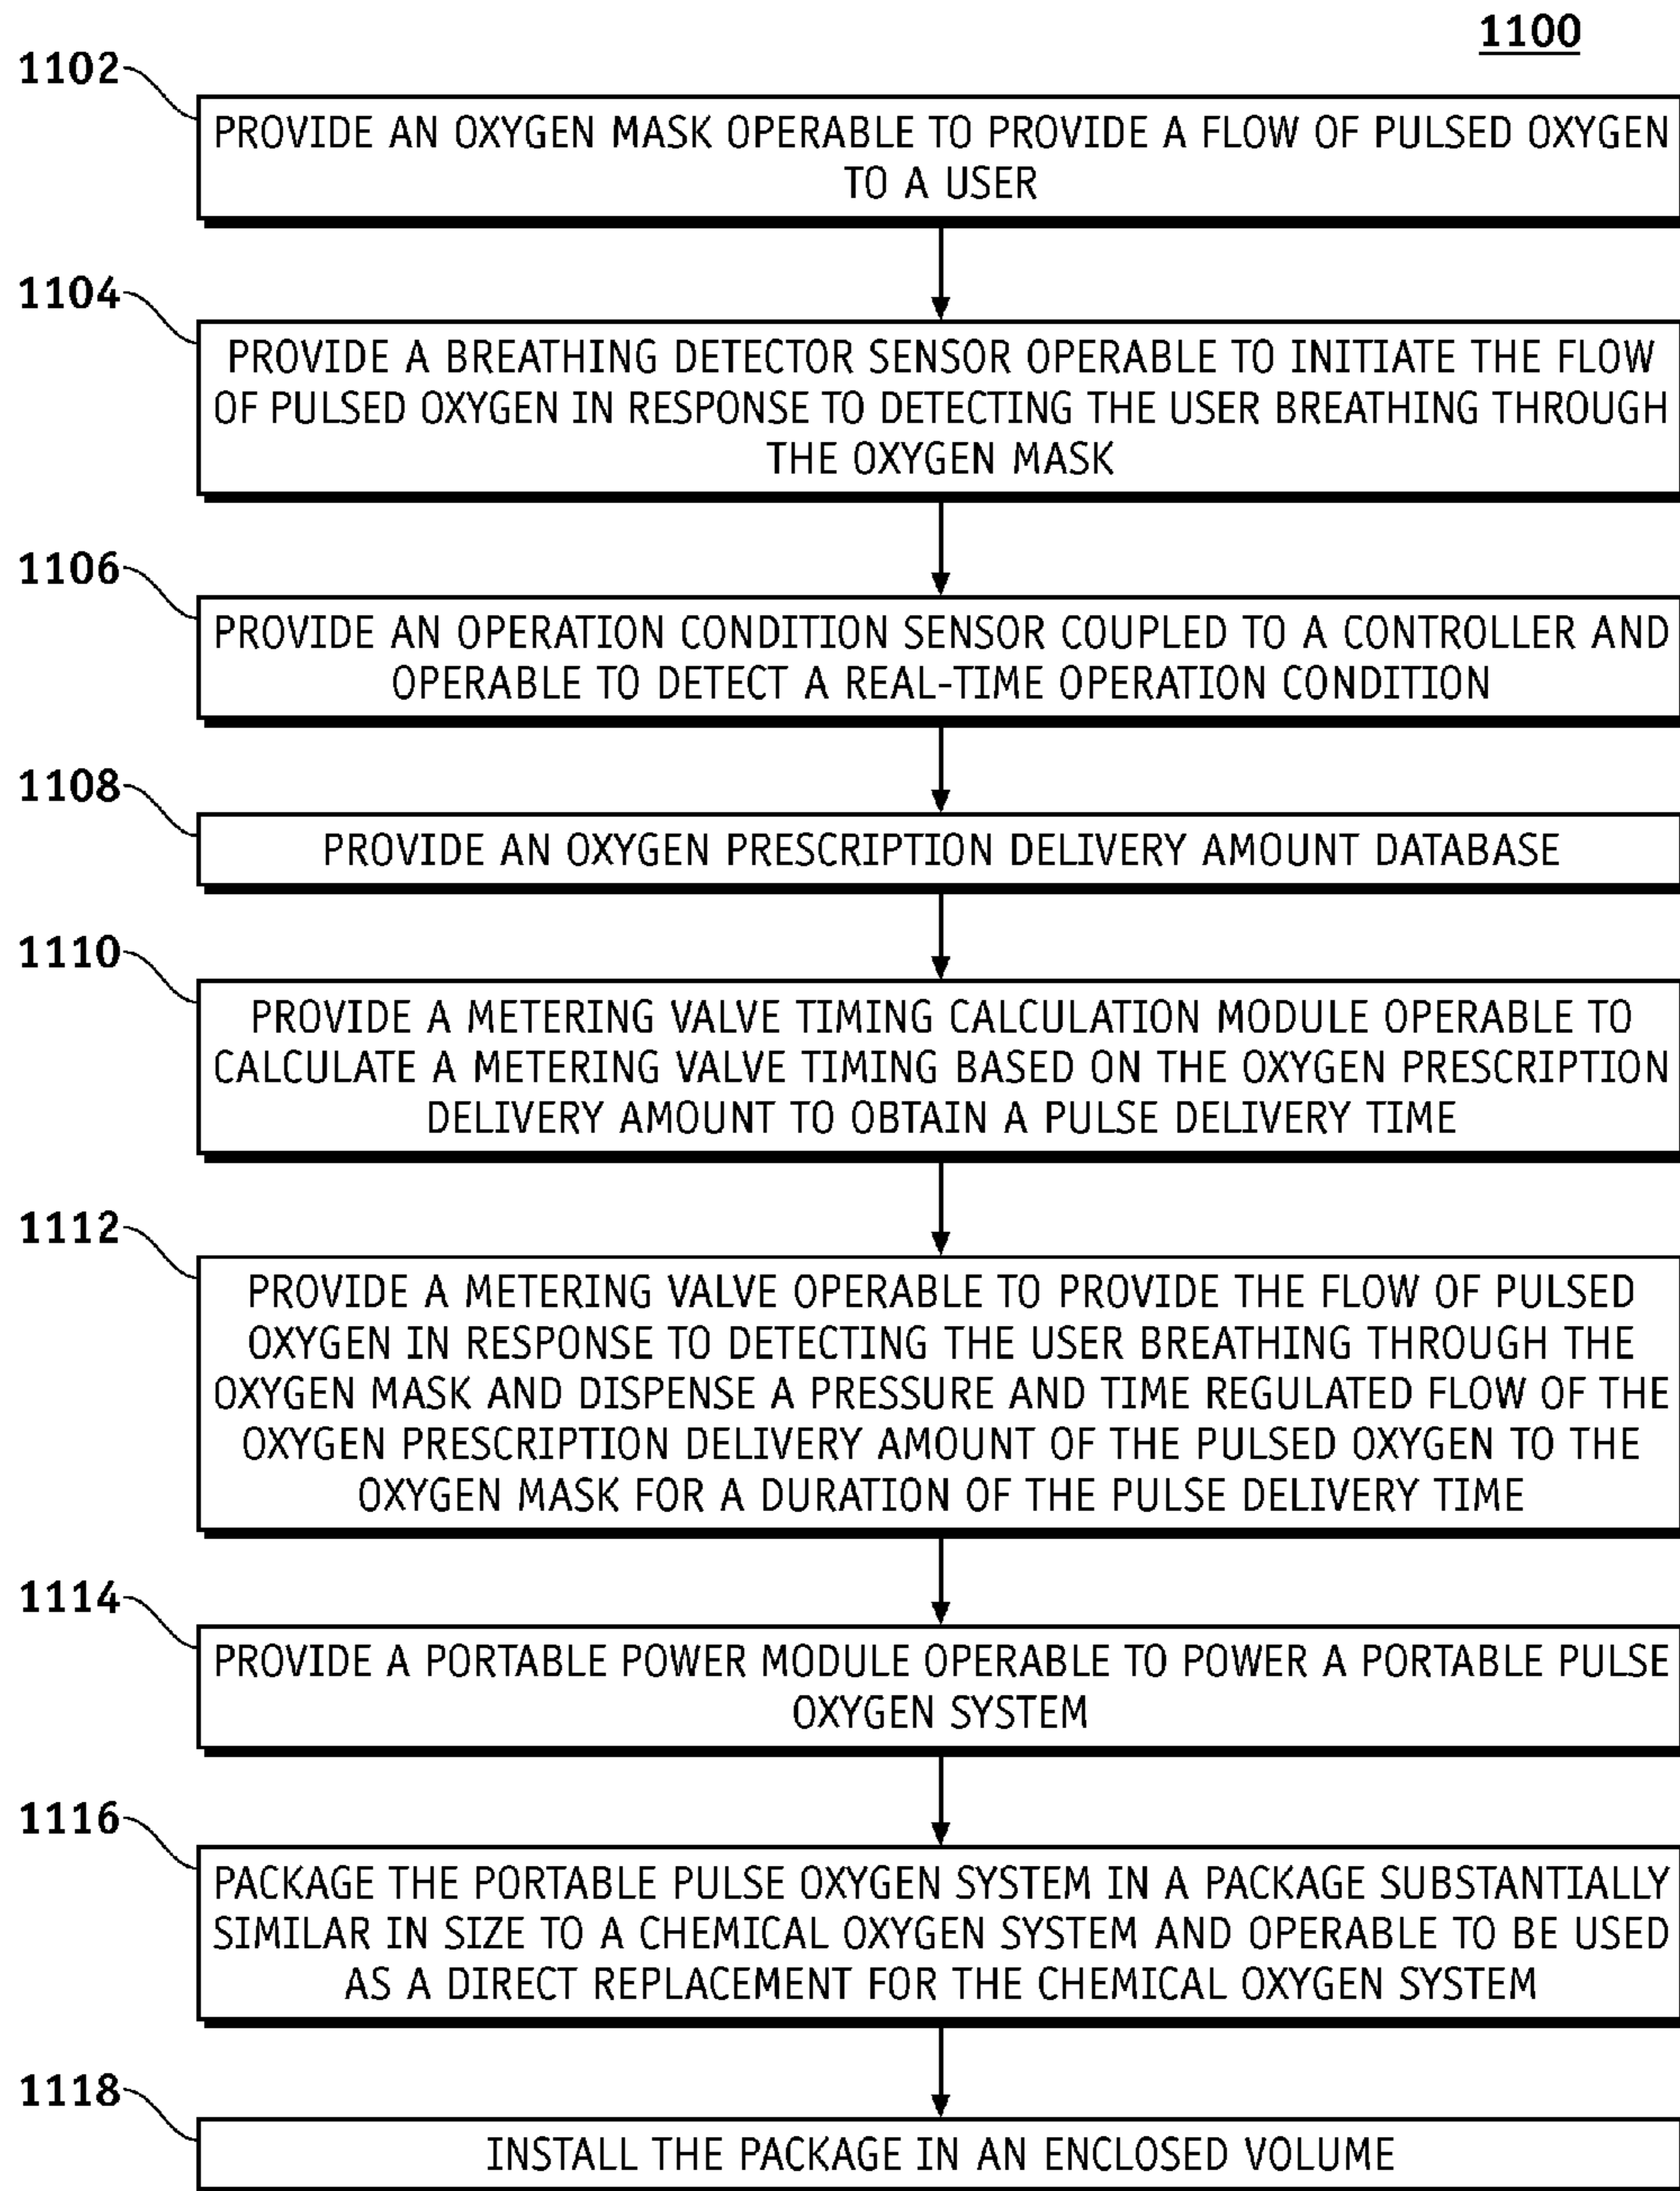 1100
1102
PROVIDE AN OXYGEN MASK OPERABLE TO PROVIDE A FLOW OF PULSED OXYGEN
TO A USER
1104
PROVIDE A BREATHING DETECTOR SENSOR OPERABLE TO INITIATE THE FLOW
OF PULSED OXYGEN IN RESPONSE TO DETECTING THE USER BREATHING THROUGH
THE OXYGEN MASK
1106
PROVIDE AN OPERATION CONDITION SENSOR COUPLED TO A CONTROLLER AND
OPERABLE TO DETECT A REAL-TIME OPERATION CONDITION
1108
PROVIDE AN OXYGEN PRESCRIPTION DELIVERY AMOUNT DATABASE
1110
PROVIDE A METERING VALVE TIMING CALCULATION MODULE OPERABLE TO
CALCULATE A METERING VALVE TIMING BASED ON THE OXYGEN PRESCRIPTION
DELIVERY AMOUNT TO OBTAIN A PULSE DELIVERY TIME
1112
PROVIDE A METERING VALVE OPERABLE TO PROVIDE THE FLOW OF PULSED
OXYGEN IN RESPONSE TO DETECTING THE USER BREATHING THROUGH THE
OXYGEN MASK AND DISPENSE A PRESSURE AND TIME REGULATED FLOW OF THE
OXYGEN PRESCRIPTION DELIVERY AMOUNT OF THE PULSED OXYGEN TO THE
OXYGEN MASK FOR A DURATION OF THE PULSE DELIVERY TIME
1114
PROVIDE A PORTABLE POWER MODULE OPERABLE TO POWER A PORTABLE PULSE
OXYGEN SYSTEM
1116
PACKAGE THE PORTABLE PULSE OXYGEN SYSTEM IN A PACKAGE SUBSTANTIALLY
SIMILAR IN SIZE TO A CHEMICAL OXYGEN SYSTEM AND OPERABLE TO BE USED
AS A DIRECT REPLACEMENT FOR THE CHEMICAL OXYGEN SYSTEM
1118
INSTALL THE PACKAGE IN AN ENCLOSED VOLUME